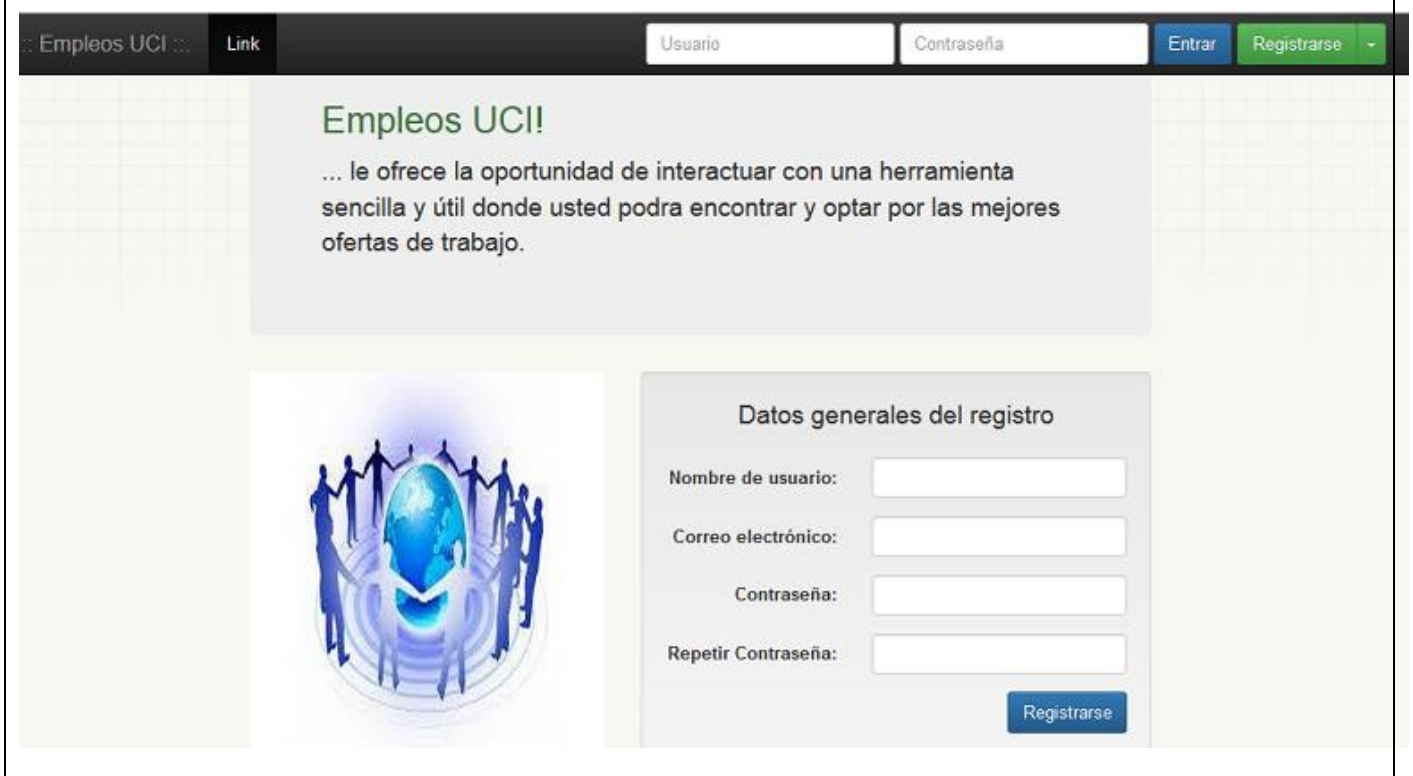 :: Empleos UCI ::. Link Usuario Contraseña Entrar Registrarse
Empleos UCI!
... le ofrece la oportunidad de interactuar con una herramienta
sencilla y útil donde usted podra encontrar y optar por las mejores
ofertas de trabajo.
Datos generales del registro
Nombre de usuario:
Correo electrónico:
Contraseña:
Repetir Contraseña:
Registrarse